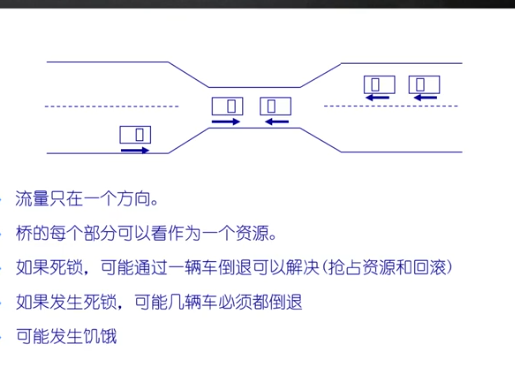 流量只在一个方向。
桥的每个部分可以看作为一个资源。
如果死锁，可能通过一辆车倒退可以解决(抢占资源和回滚)
如果发生死锁，可能几辆车必须都倒退
可能发生饥饿